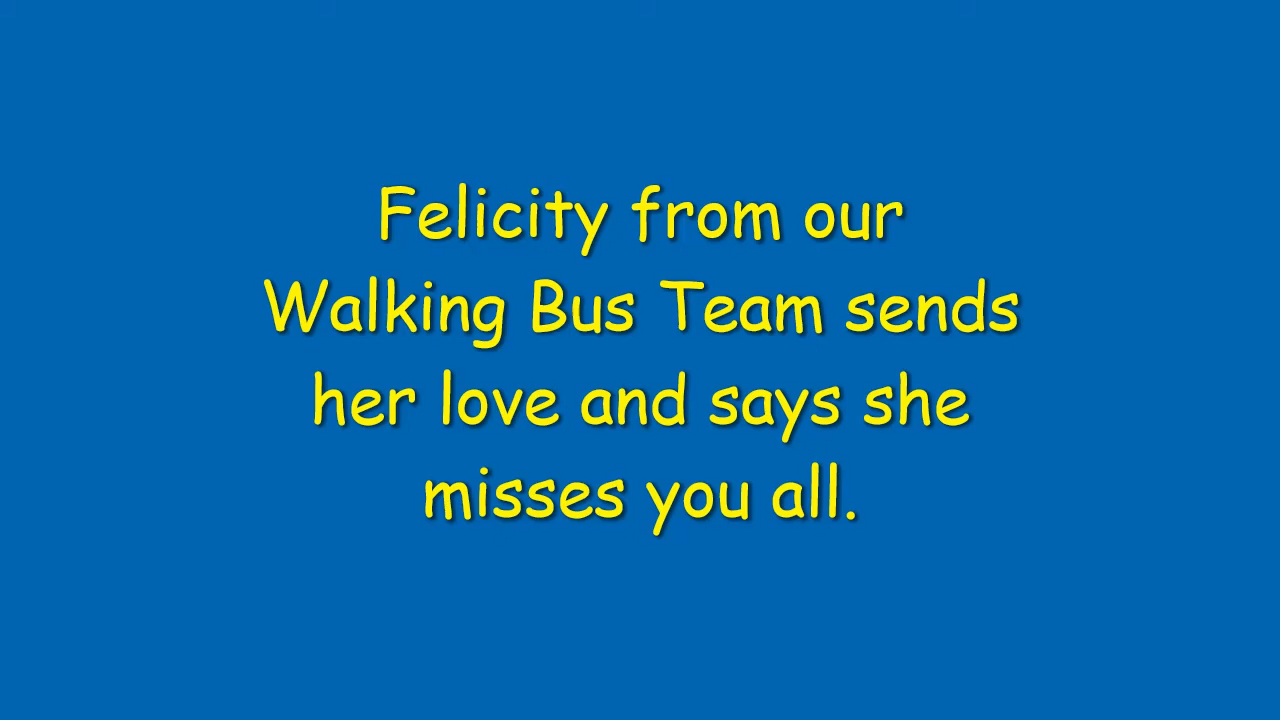 Felicity from our
Walking Bus Team sends
her love and says she
misses you all.